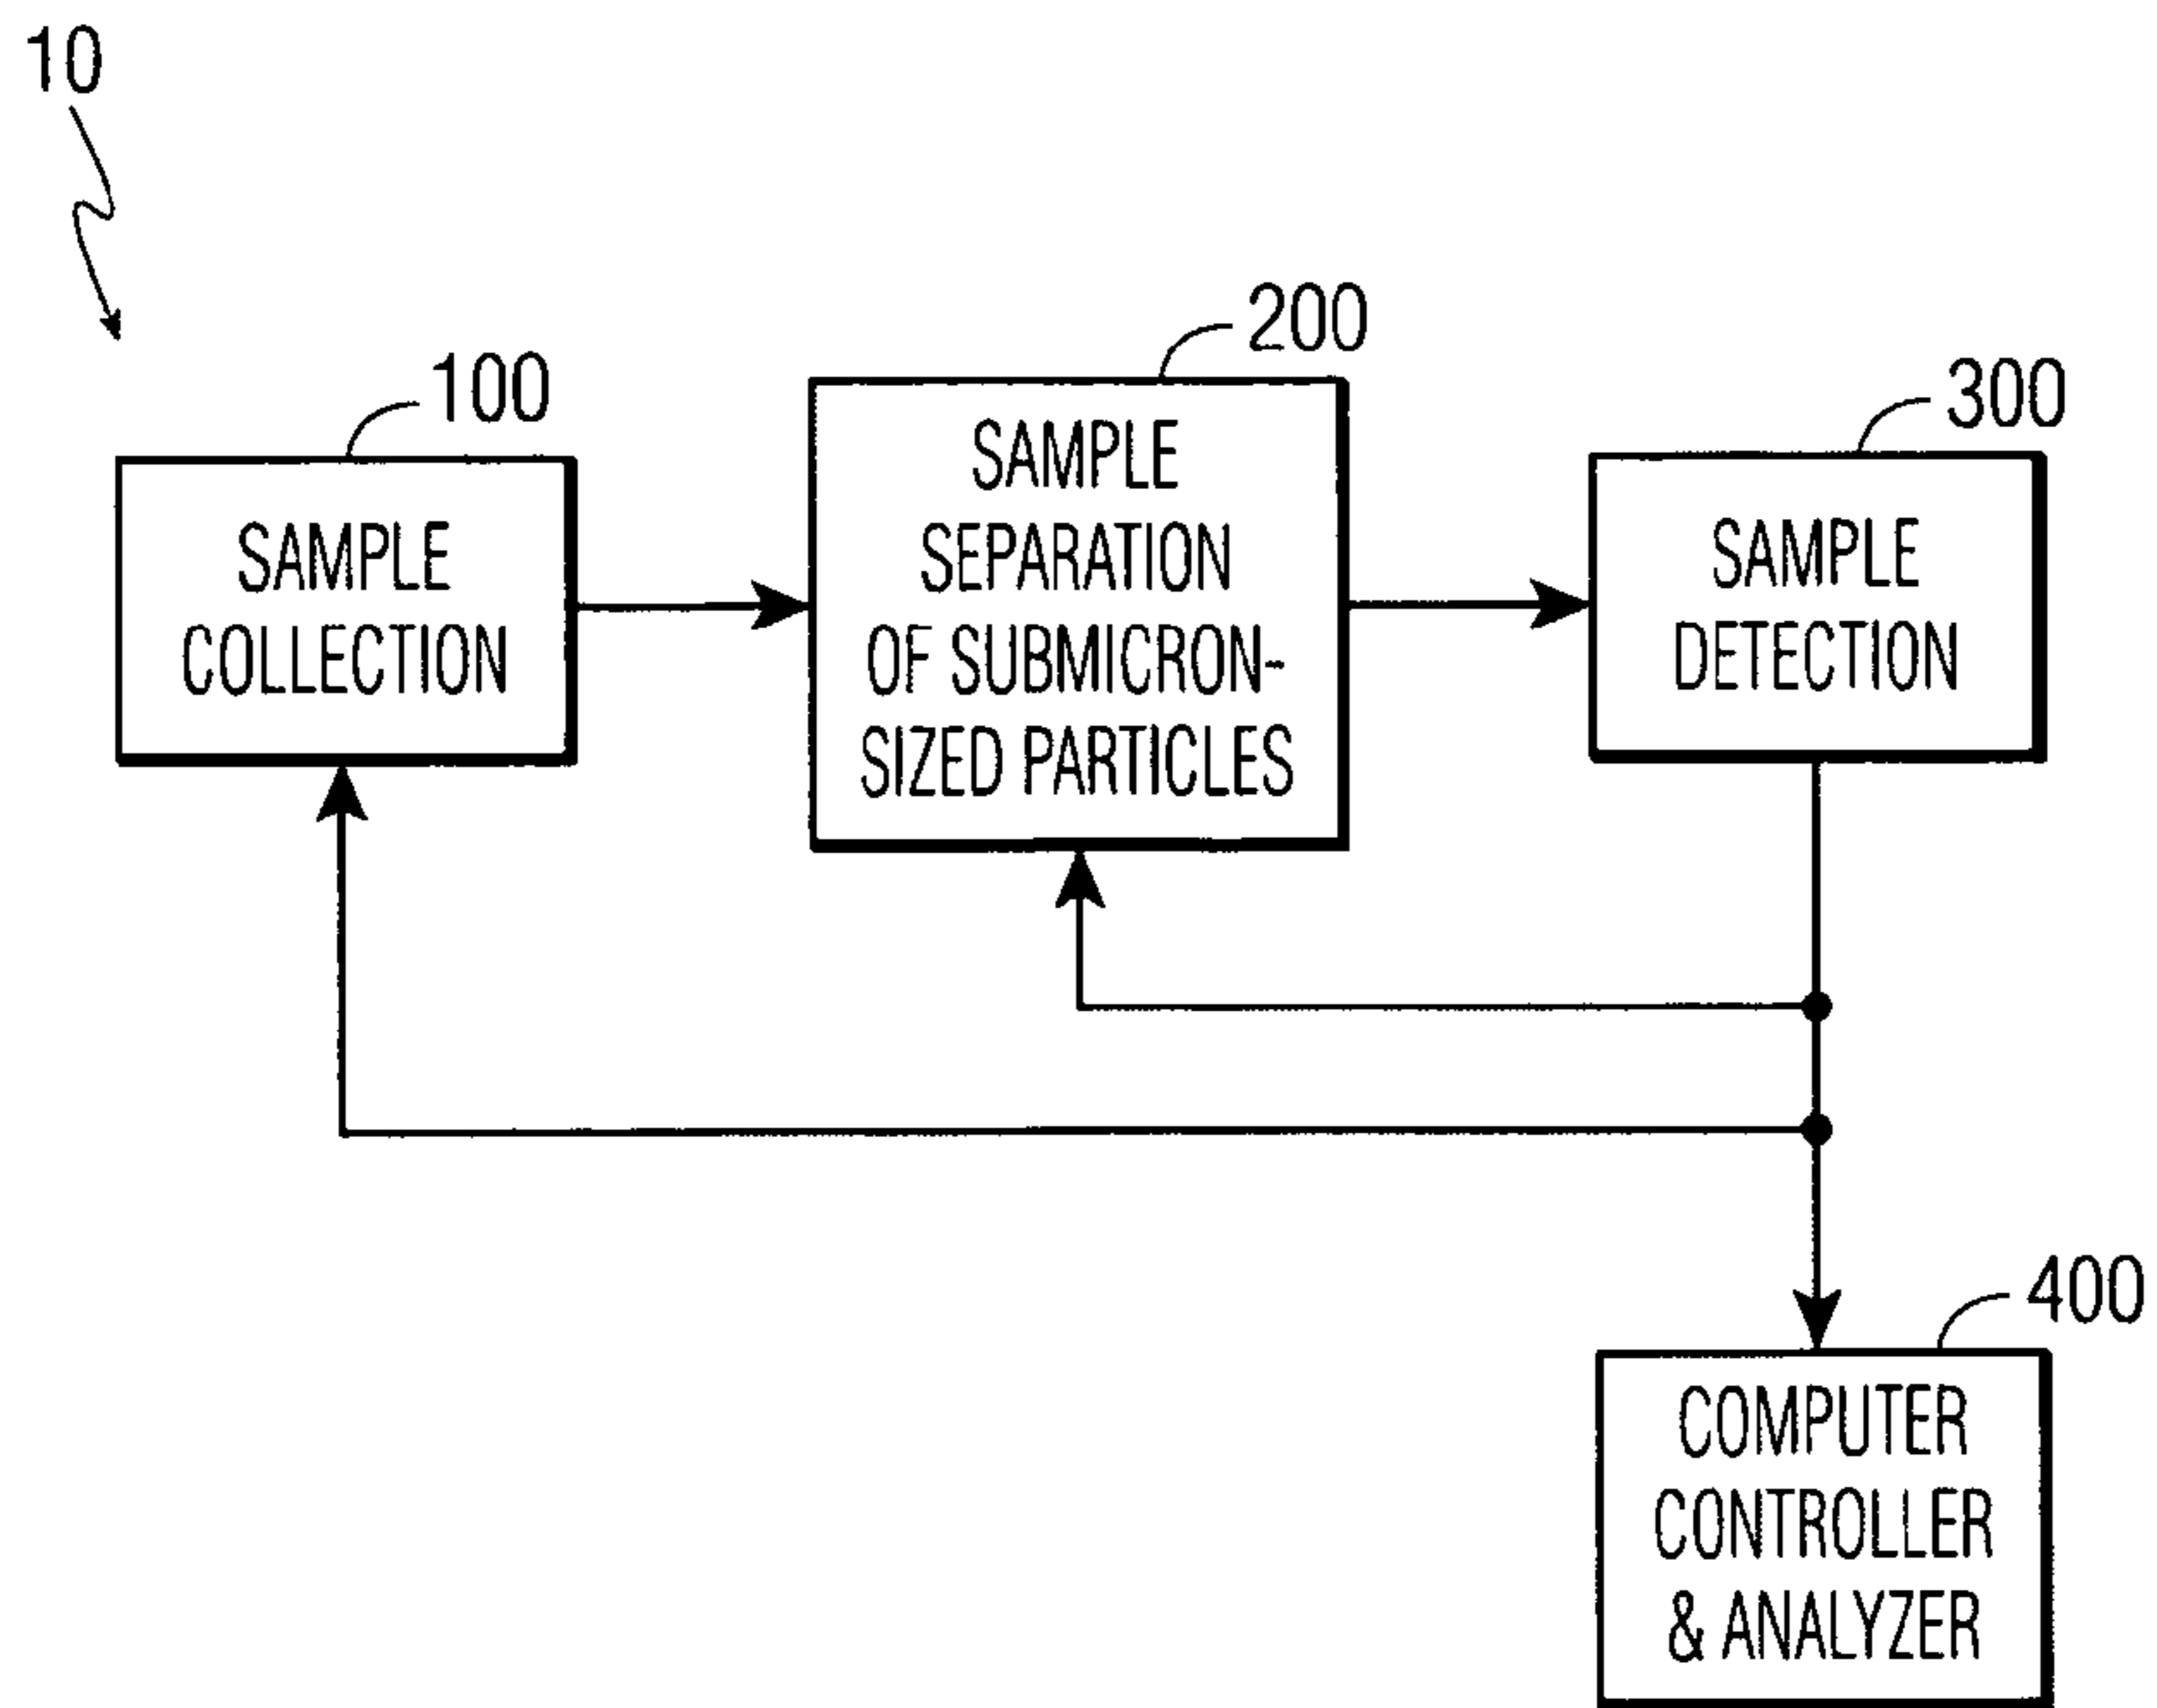 10
100
SAMPLE
COLLECTION
200
SAMPLE
SEPARATION
OF SUBMICRON-
SIZED PARTICLES
300
SAMPLE
DETECTION
400
COMPUTER
CONTROLLER
& ANALYZER